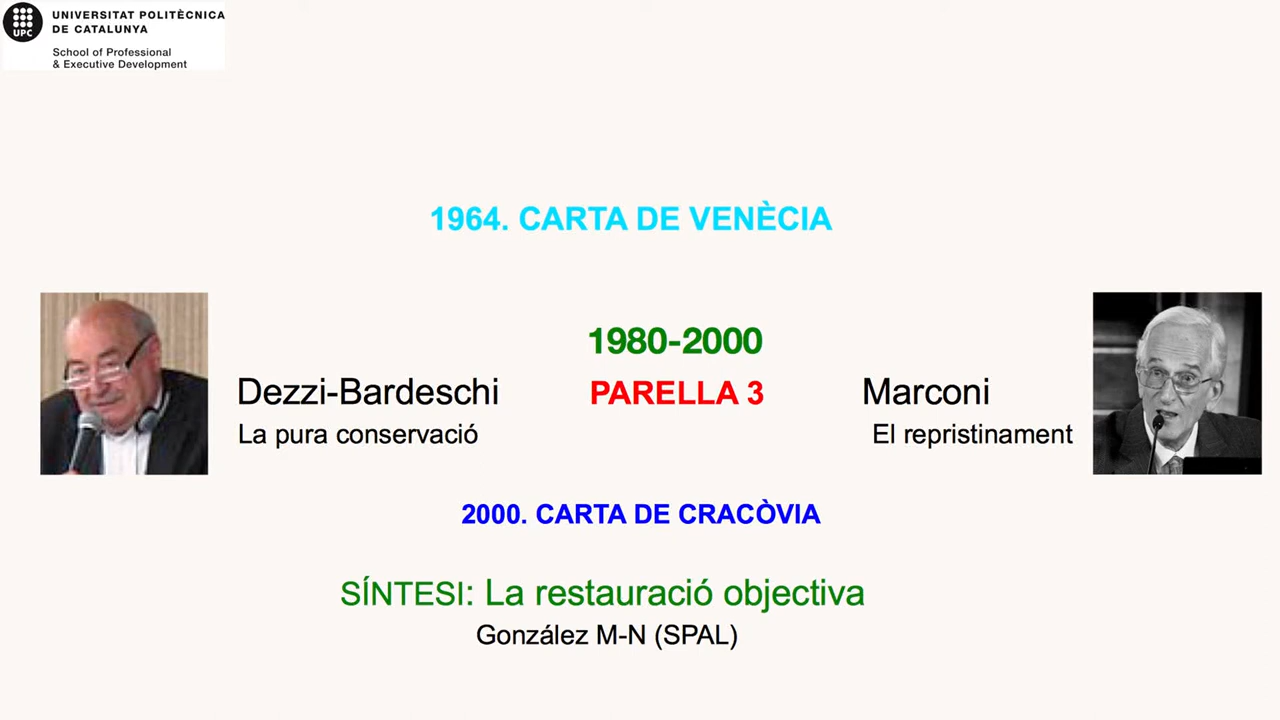 UPC
UNIVERSITAT POLITÈCNICA
DE CATALUNYA
School of Professional
& Executive Development
1964. CARTA DE VENÈCIA
1980-2000
Dezzi-Bardeschi
PARELLA 3
Marconi
La pura conservació
El repristinament
2000. CARTA DE CRACÒVIA
SÍNTESI: La restauració objectiva
González M-N (SPAL)